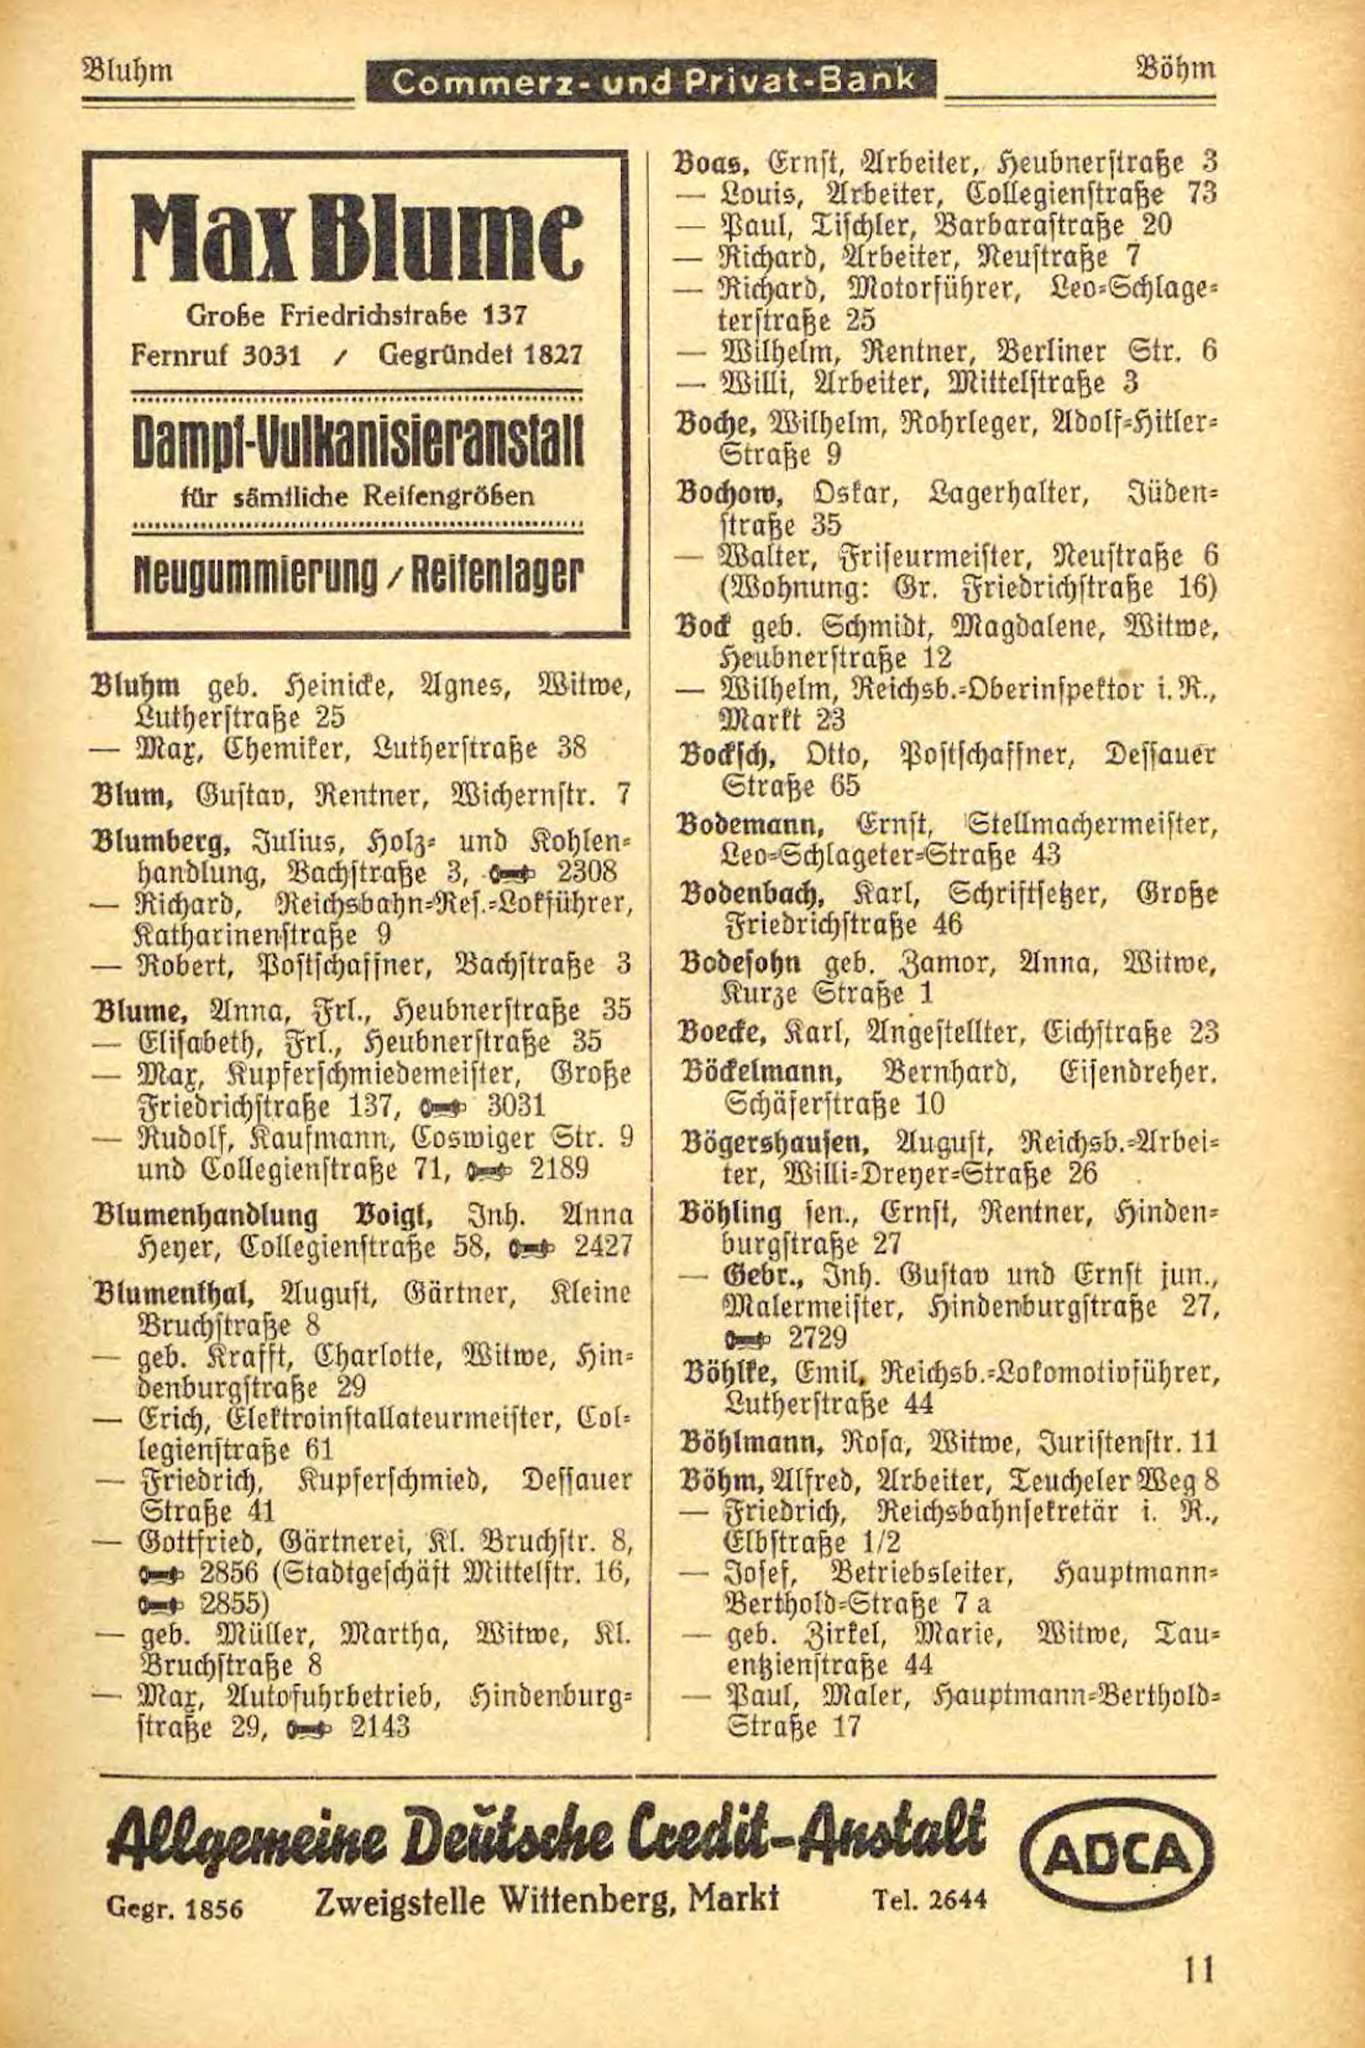 Bluhm
Commerz- und Privat-Bank
Böhm
Max Blume
Große Friedrichstraße 137
Fernruf 3031 / Gegründet 1827
Dampf-Vulkanisieranstalt
für sämtliche Reifengrößen
Neugummierung / Reifenlager
Bluhm geb. Heinicke, Agnes, Witwe,
Lutherstraße 25
— Max, Chemiker, Lutherstraße 38
Blum, Gustav, Rentner, Wichernstr. 7
Blumberg, Julius, Holz- und Kohlen-
handlung, Bachstraße 3, 2308
— Richard, Reichsbahn-Res.-Lokführer,
Katharinenstraße 9
— Robert, Postschaffner, Bachstraße 3
Blume, Anna, Frl., Heubnerstraße 35
— Elisabeth, Frl., Heubnerstraße 35
— Max, Kupferschmiedemeister, Große
Friedrichstraße 137, 3031
— Rudolf, Kaufmann, Coswiger Str. 9
und Collegienstraße 71, 2189
Blumenhandlung Voigt, Inh. Anna
Heyer, Collegienstraße 58, 2427
Blumenthal, August, Gärtner, Kleine
Bruchstraße 8
— geb. Krafft, Charlotte, Witwe, Hin-
denburgstraße 29
— Erich, Elektroinstallateurmeister, Col-
legienstraße 61
— Friedrich, Kupferschmied, Dessauer
Straße 41
— Gottfried, Gärtnerei, Kl. Bruchstr. 8,
2856 (Stadtgeschäft Mittelstr. 16,
2855)
— geb. Müller, Martha, Witwe, Kl.
Bruchstraße 8
— Max, Autofuhrbetrieb, Hindenburg-
straße 29, 2143
Boas, Ernst, Arbeiter, Heubnerstraße 3
— Louis, Arbeiter, Collegienstraße 73
— Paul, Tischler, Barbarastraße 20
— Richard, Arbeiter, Neustraße 7
— Richard, Motorführer, Leo-Schlage-
terstraße 25
— Wilhelm, Rentner, Berliner Str. 6
— Willi, Arbeiter, Mittelstraße 3
Boche, Wilhelm, Rohrleger, Adolf-Hitler-
Straße 9
Bochow, Oskar, Lagerhalter, Jüden-
straße 35
— Walter, Friseurmeister, Neustraße 6
(Wohnung: Gr. Friedrichstraße 16)
Bock geb. Schmidt, Magdalene, Witwe,
Heubnerstraße 12
— Wilhelm, Reichsb.-Oberinspektor i. R.,
Markt 23
Bocksch, Otto, Postschaffner, Dessauer
Straße 65
Bodemann, Ernst, Stellmachermeister,
Leo-Schlageter-Straße 43
Bodenbach, Karl, Schriftsetzer, Große
Friedrichstraße 46
Bodesohn geb. Zamor, Anna, Witwe,
Kurze Straße 1
Boecke, Karl, Angestellter, Eichstraße 23
Böckelmann, Bernhard, Eisendreher.
Schäferstraße 10
Bögershausen, August, Reichsb.-Arbei-
ter, Willi-Dreyer-Straße 26
Böhling sen., Ernst, Rentner, Hinden-
burgstraße 27
— Gebr., Inh. Gustav und Ernst jun.,
Malermeister, Hindenburgstraße 27,
2729
Böhlke, Emil, Reichsb.-Lokomotivführer,
Lutherstraße 44
Böhlmann, Rosa, Witwe, Juristenstr. 11
Böhm, Alfred, Arbeiter, Teucheler Weg 8
— Friedrich, Reichsbahnsekretär i. R.,
Elbstraße 1/2
— Josef, Betriebsleiter, Hauptmann-
Berthold-Straße 7 a
— geb. Zirkel, Marie, Witwe, Tau-
entzienstraße 44
— Paul, Maler, Hauptmann-Berthold-
Straße 17
Allgemeine Deutsche Credit-Anstalt
ADCA
Gegr. 1856 Zweigstelle Wittenberg, Markt Tel. 2644
11